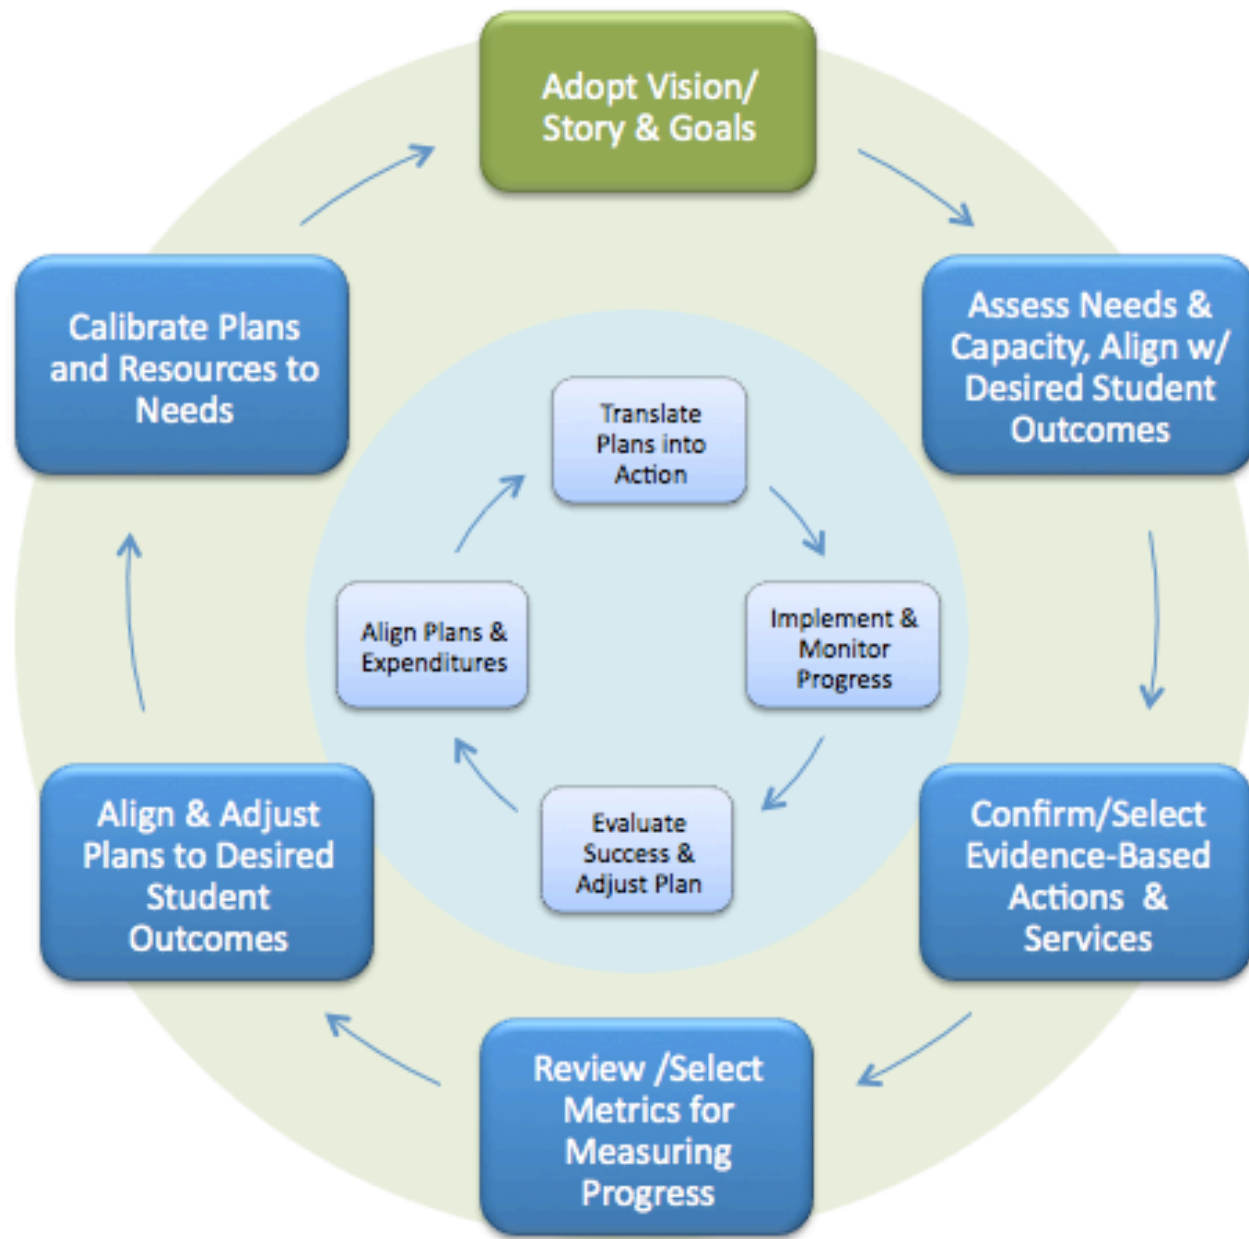 Adopt Vision/
Story & Goals
Assess Needs &
Capacity, Align w/
Desired Student
Outcomes
Confirm/Select
Evidence-Based
Actions &
Services
Review /Select
Metrics for
Measuring
Progress
Align & Adjust
Plans to Desired
Student
Outcomes
Calibrate Plans
and Resources to
Needs
Translate
Plans into
Action
Implement &
Monitor
Progress
Evaluate
Success &
Adjust Plan
Align Plans &
Expenditures